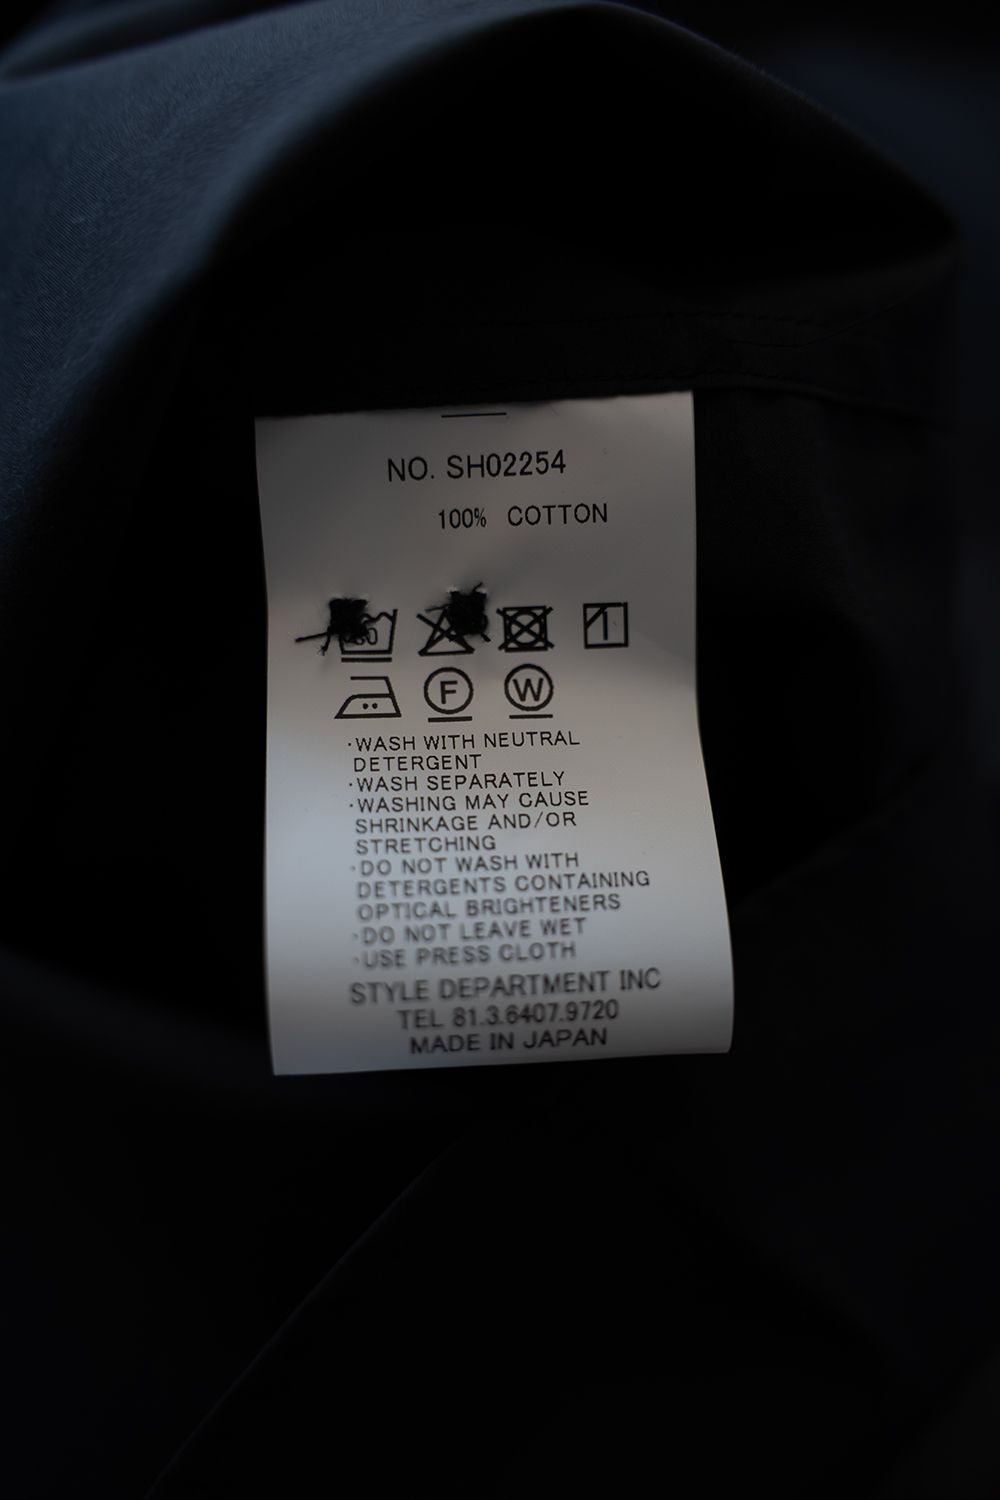 NO. SH02254
100% COTTON
F W
·WASH WITH NEUTRAL
DETERGENT
·WASH SEPARATELY
·WASHING MAY CAUSE
SHRINKAGE AND/OR
STRETCHING
·DO NOT WASH WITH
DETERGENTS CONTAINING
OPTICAL BRIGHTENERS
·DO NOT LEAVE WET
·USE PRESS CLOTH
STYLE DEPARTMENT INC
TEL 81.3.6407.9720
MADE IN JAPAN